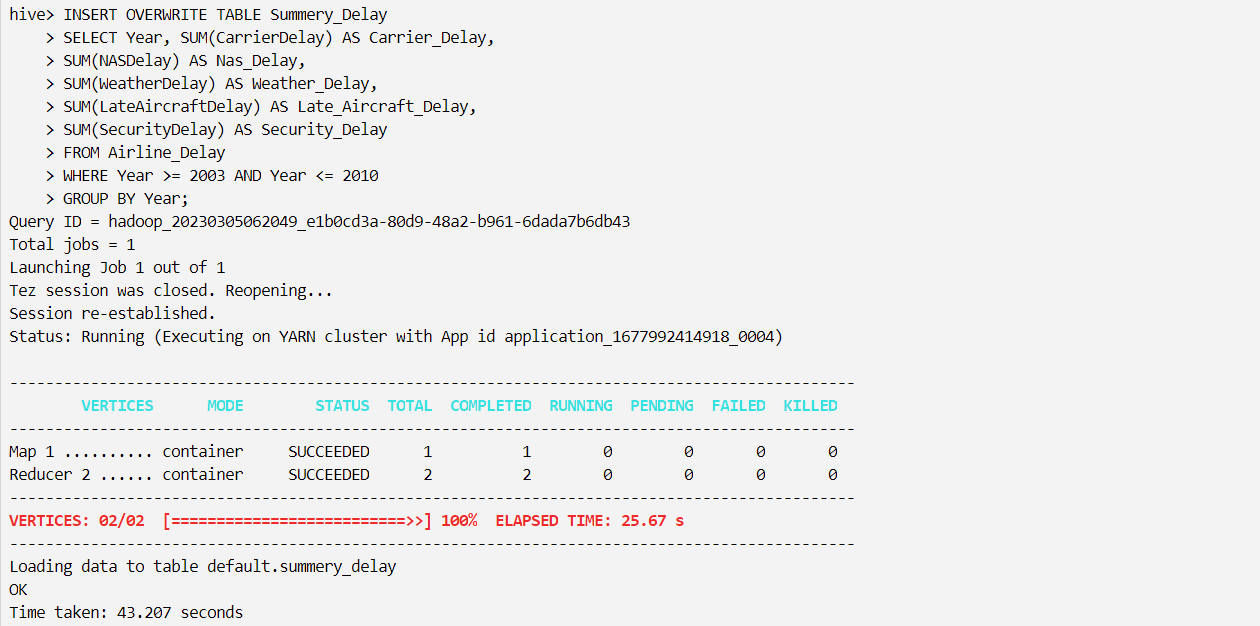 hive> INSERT OVERWRITE TABLE Summery_Delay
    > SELECT Year, SUM(CarrierDelay) AS Carrier_Delay,
    > SUM(NASDelay) AS Nas_Delay,
    > SUM(WeatherDelay) AS Weather_Delay,
    > SUM(LateAircraftDelay) AS Late_Aircraft_Delay,
    > SUM(SecurityDelay) AS Security_Delay
    > FROM Airline_Delay
    > WHERE Year >= 2003 AND Year <= 2010
    > GROUP BY Year;
Query ID = hadoop_20230305062049_e1b0cd3a-80d9-48a2-b961-6dada7b6db43
Total jobs = 1
Launching Job 1 out of 1
Tez session was closed. Reopening...
Session re-established.
Status: Running (Executing on YARN cluster with App id application_1677992414918_0004)
----------------------------------------------------------------------------------------------
        VERTICES      MODE        STATUS  TOTAL  COMPLETED  RUNNING  PENDING  FAILED  KILLED
----------------------------------------------------------------------------------------------
Map 1 .......... container     SUCCEEDED      1          1        0        0       0       0
Reducer 2 ...... container     SUCCEEDED      2          2        0        0       0       0
----------------------------------------------------------------------------------------------
VERTICES: 02/02  [==========================>>] 100%  ELAPSED TIME: 25.67 s
----------------------------------------------------------------------------------------------
Loading data to table default.summery_delay
OK
Time taken: 43.207 seconds